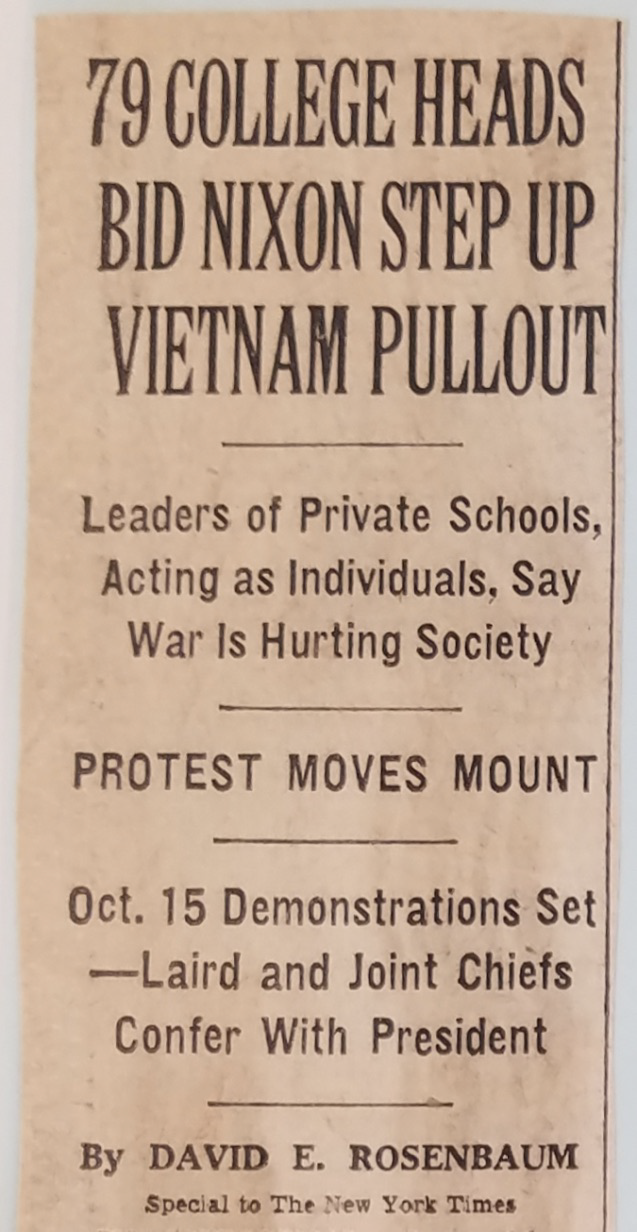 79 COLLEGE HEADS
BID NIXON STEP UP
VIETNAM PULLOUT
Leaders of Private Schools,
Acting as Individuals, Say
War Is Hurting Society
PROTEST MOVES MOUNT
Oct. 15 Demonstrations Set
—Laird and Joint Chiefs
Confer With President
By DAVID E. ROSENBAUM
Special to The New York Times